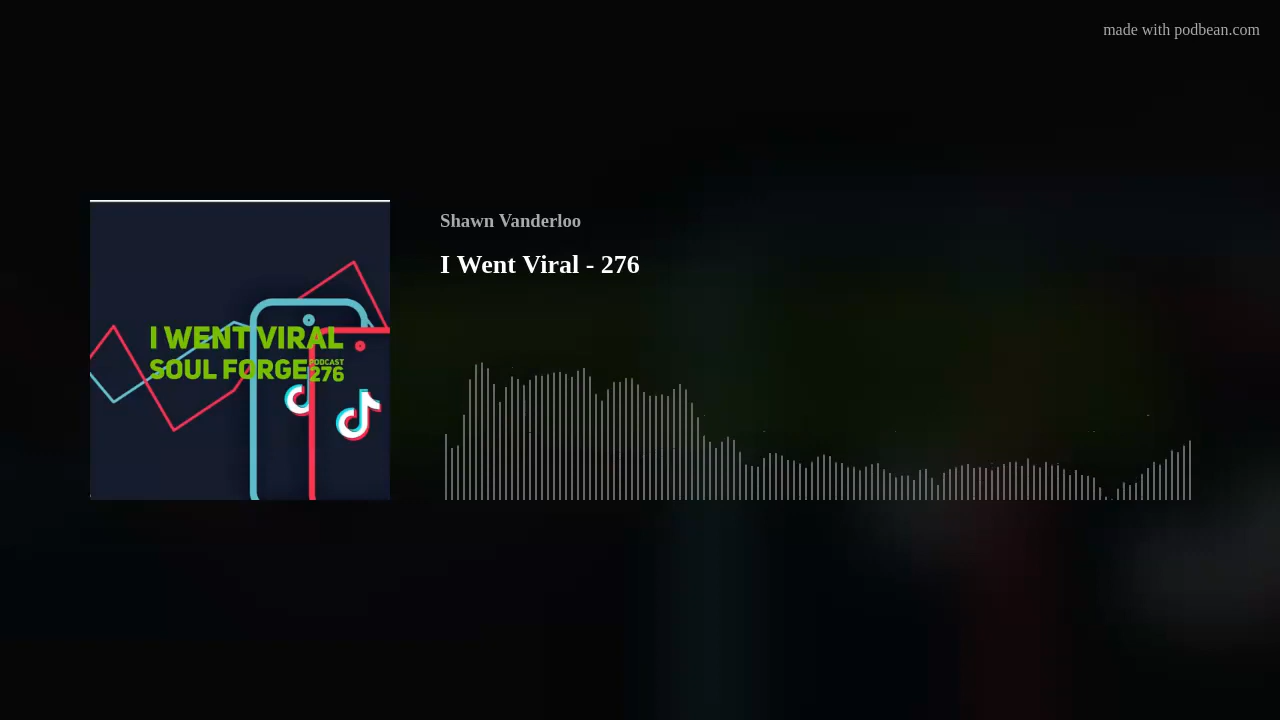 made with podbean.com
Shawn Vanderloo
I Went Viral - 276
I WENT VIRAL
SOUL FORGE PODCAST 276